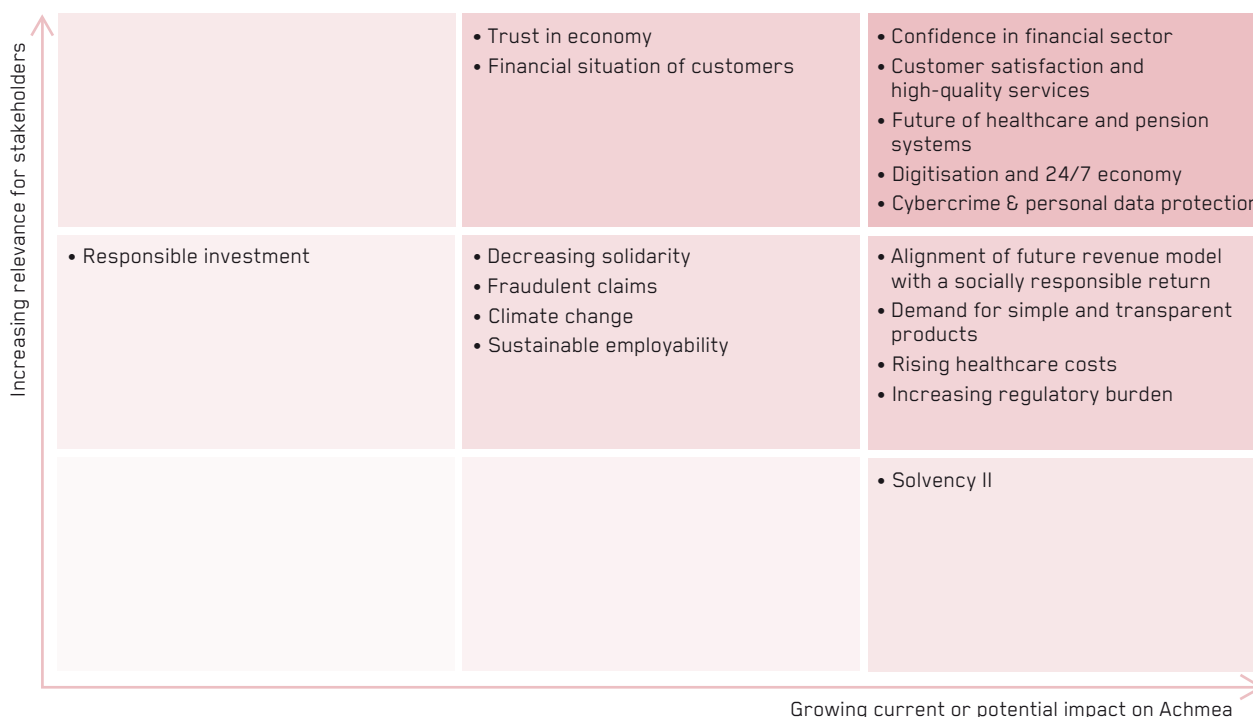 Increasing relevance for stakeholders
• Trust in economy
• Financial situation of customers
• Confidence in financial sector
• Customer satisfaction and
high-quality services
• Future of healthcare and pension
systems
• Digitisation and 24/7 economy
• Cybercrime & personal data protection
• Responsible investment
• Decreasing solidarity
• Fraudulent claims
• Climate change
• Sustainable employability
• Alignment of future revenue model
with a socially responsible return
• Demand for simple and transparent
products
• Rising healthcare costs
• Increasing regulatory burden
• Solvency II
Growing current or potential impact on Achmea